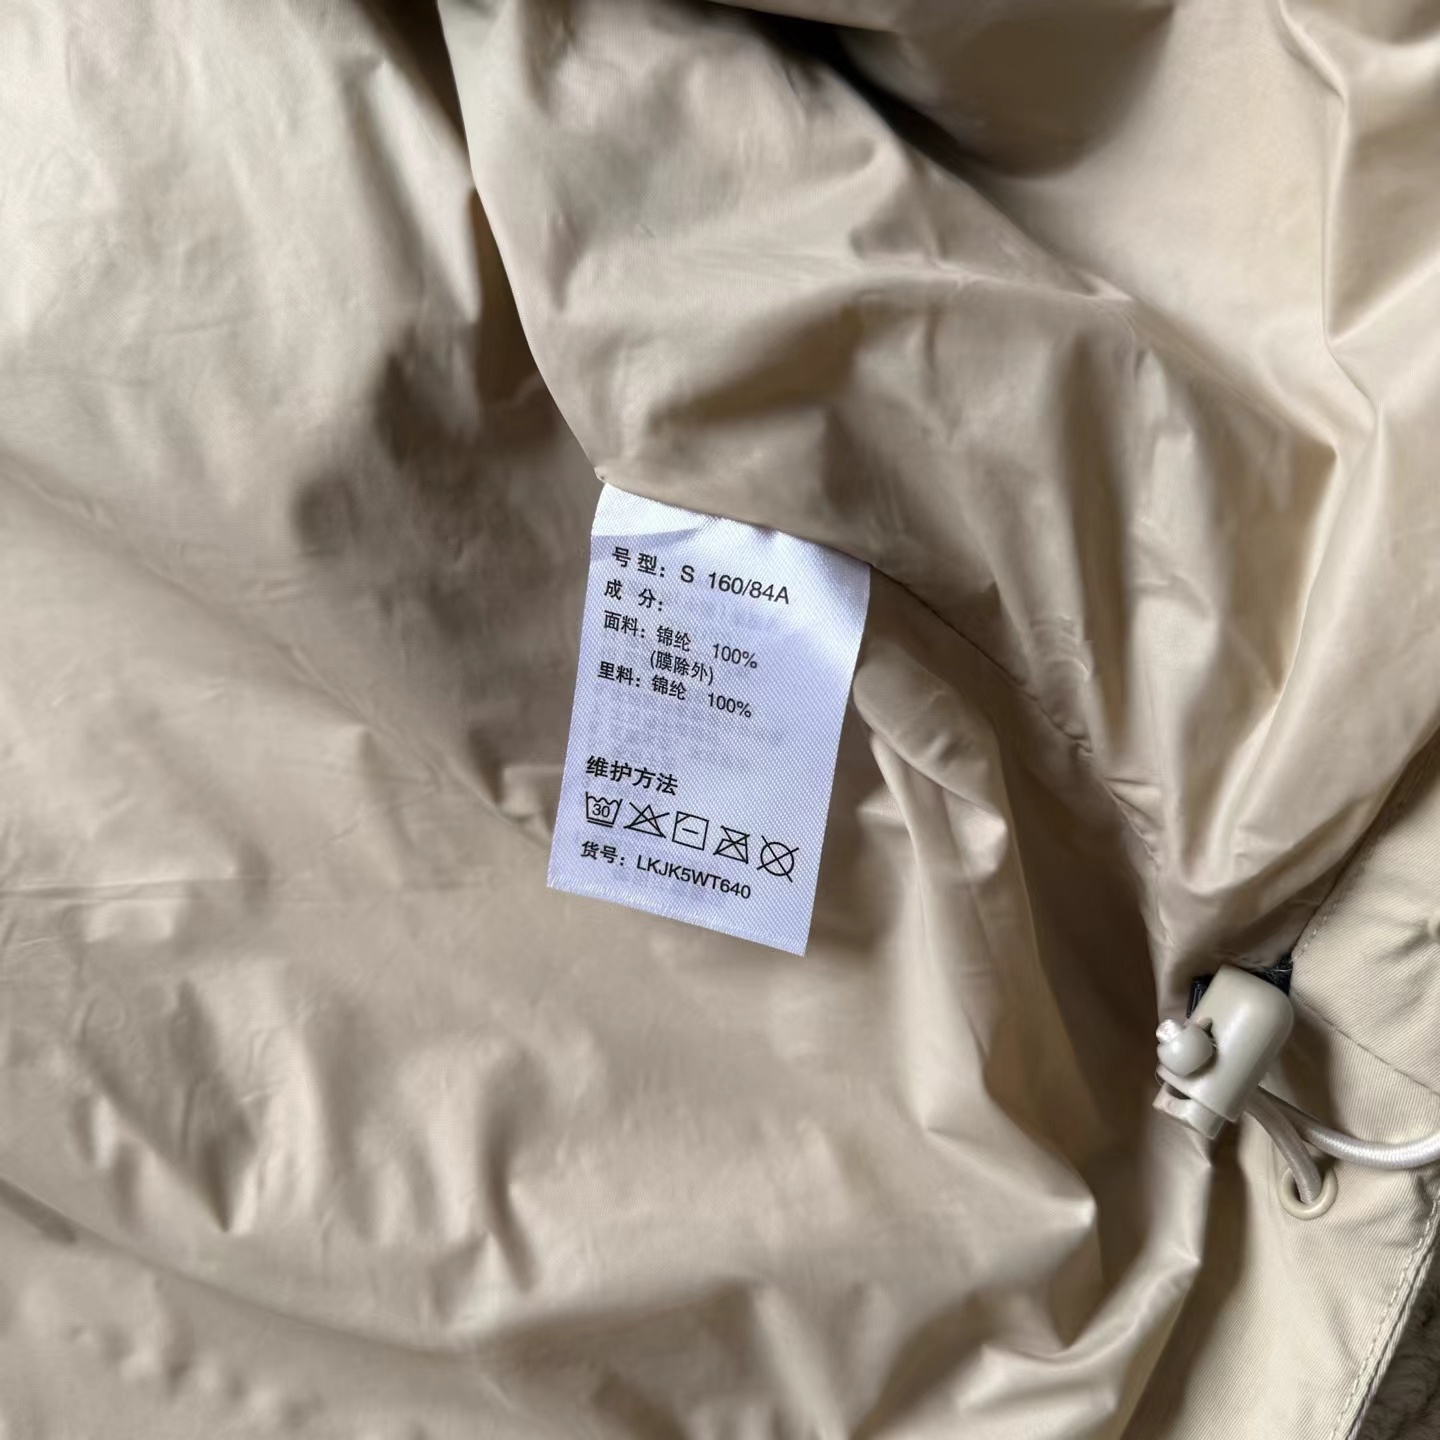 号 型：S 160/84A
成 分：
面料：锦纶 100%
(膜除外)
里料：锦纶 100%
维护方法
30
货号：LKJK5WT640